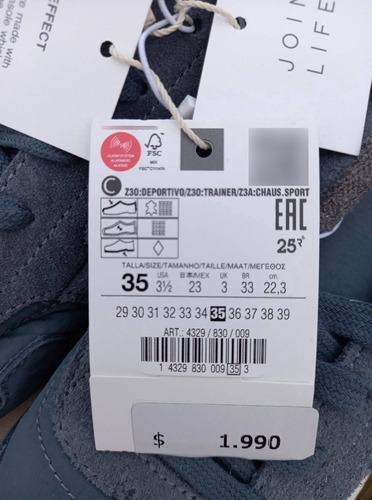 EFFECT
e made with
nsole whic
JOIN
LIFE
FSC
MIX
C
Z30:DEPORTIVO/Z30:TRAINER/Z3A:CHAUS.SPORT
EAC
25
TALLA/SIZE/TAMANHO/TAILLE/MAAT/ΜΕΓΕΘΟΣ
35 USA 3½ 日本/MEX 23 UK 3 BR 33 cm. 22,3
29 30 31 32 33 34 35 36 37 38 39
ART.: 4329 / 830 / 009
1 4329 830 009 35 3
$ 1.990